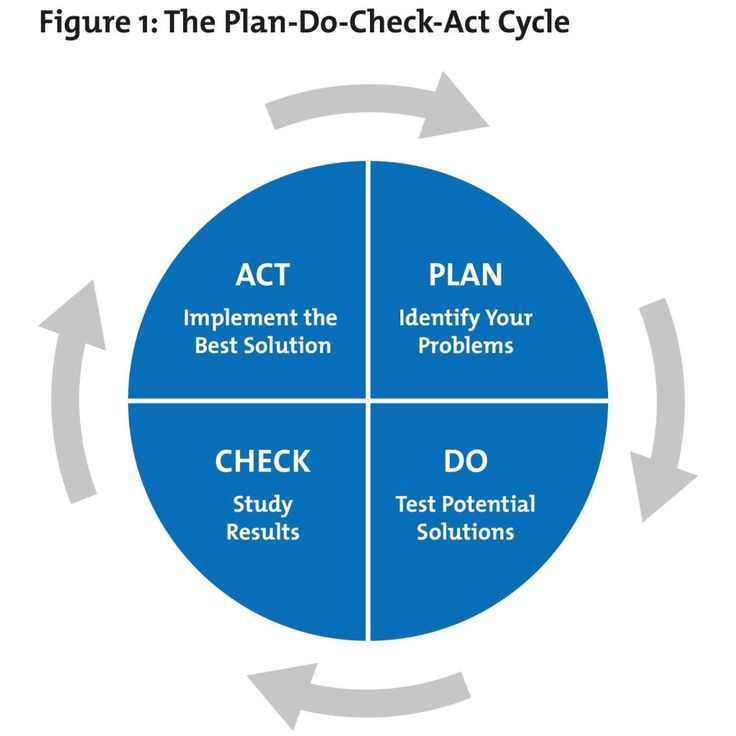 Figure 1: The Plan-Do-Check-Act Cycle
ACT
Implement the
Best Solution
PLAN
Identify Your
Problems
CHECK
Study
Results
DO
Test Potential
Solutions